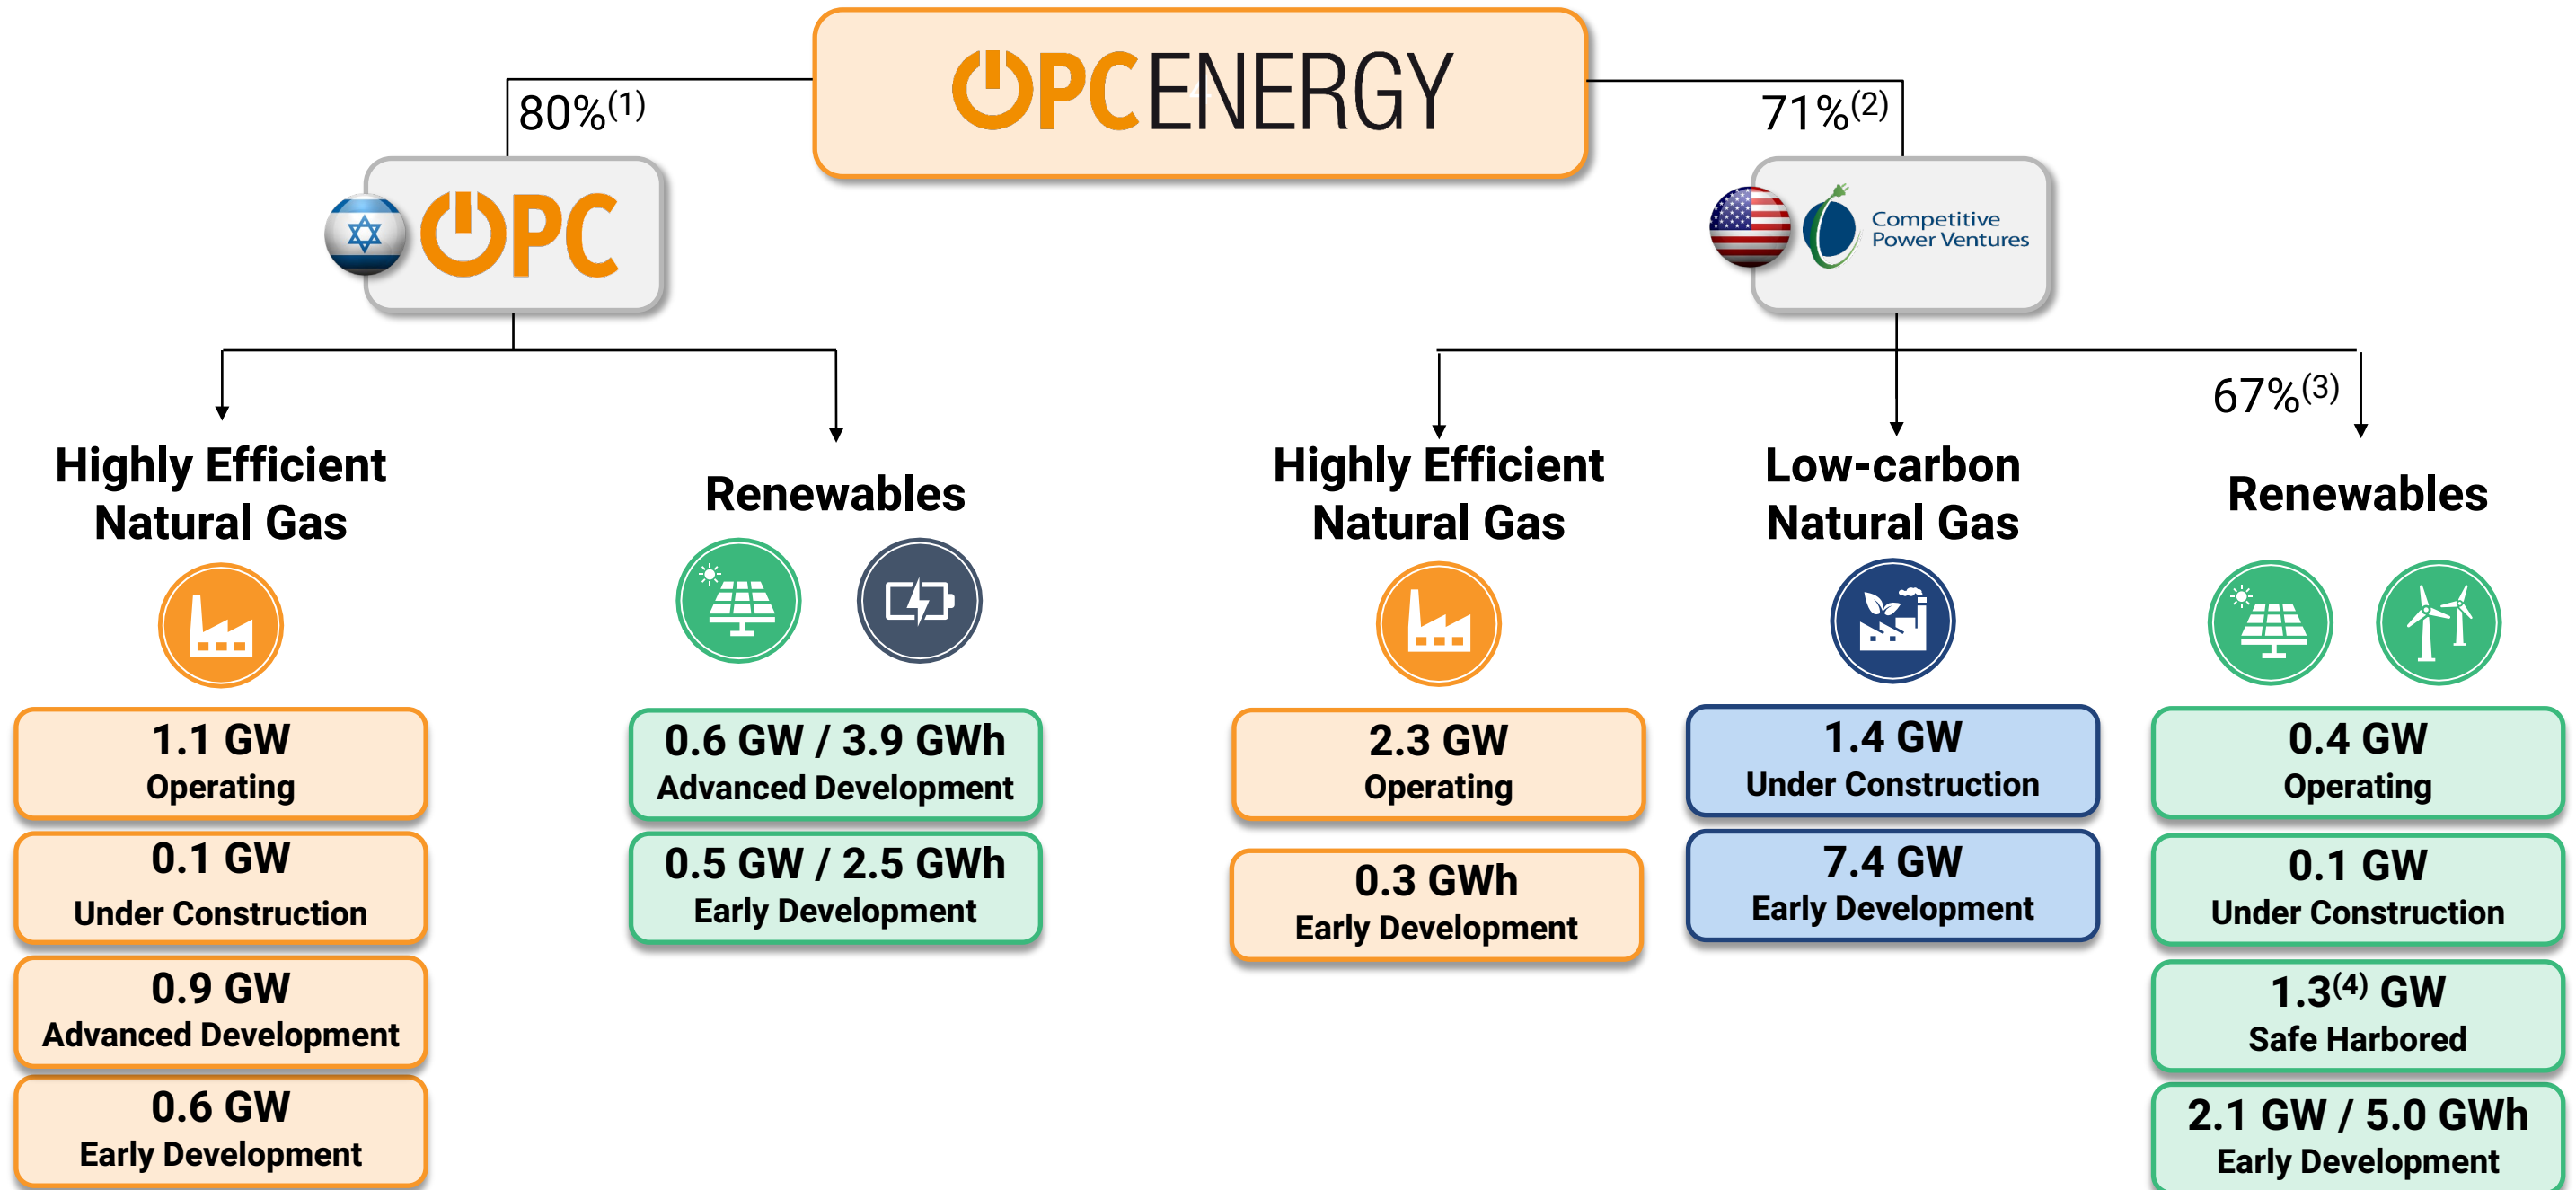 OPC ENERGY
80%(1)
71%(2)
OPC
Competitive
Power Ventures
67%(3)
Highly Efficient
Natural Gas
Renewables
Highly Efficient
Natural Gas
Low-carbon
Natural Gas
Renewables
1.1 GW
Operating
0.1 GW
Under Construction
0.9 GW
Advanced Development
0.6 GW
Early Development
0.6 GW / 3.9 GWh
Advanced Development
0.5 GW / 2.5 GWh
Early Development
2.3 GW
Operating
0.3 GWh
Early Development
1.4 GW
Under Construction
7.4 GW
Early Development
0.4 GW
Operating
0.1 GW
Under Construction
1.3(4) GW
Safe Harbored
2.1 GW / 5.0 GWh
Early Development